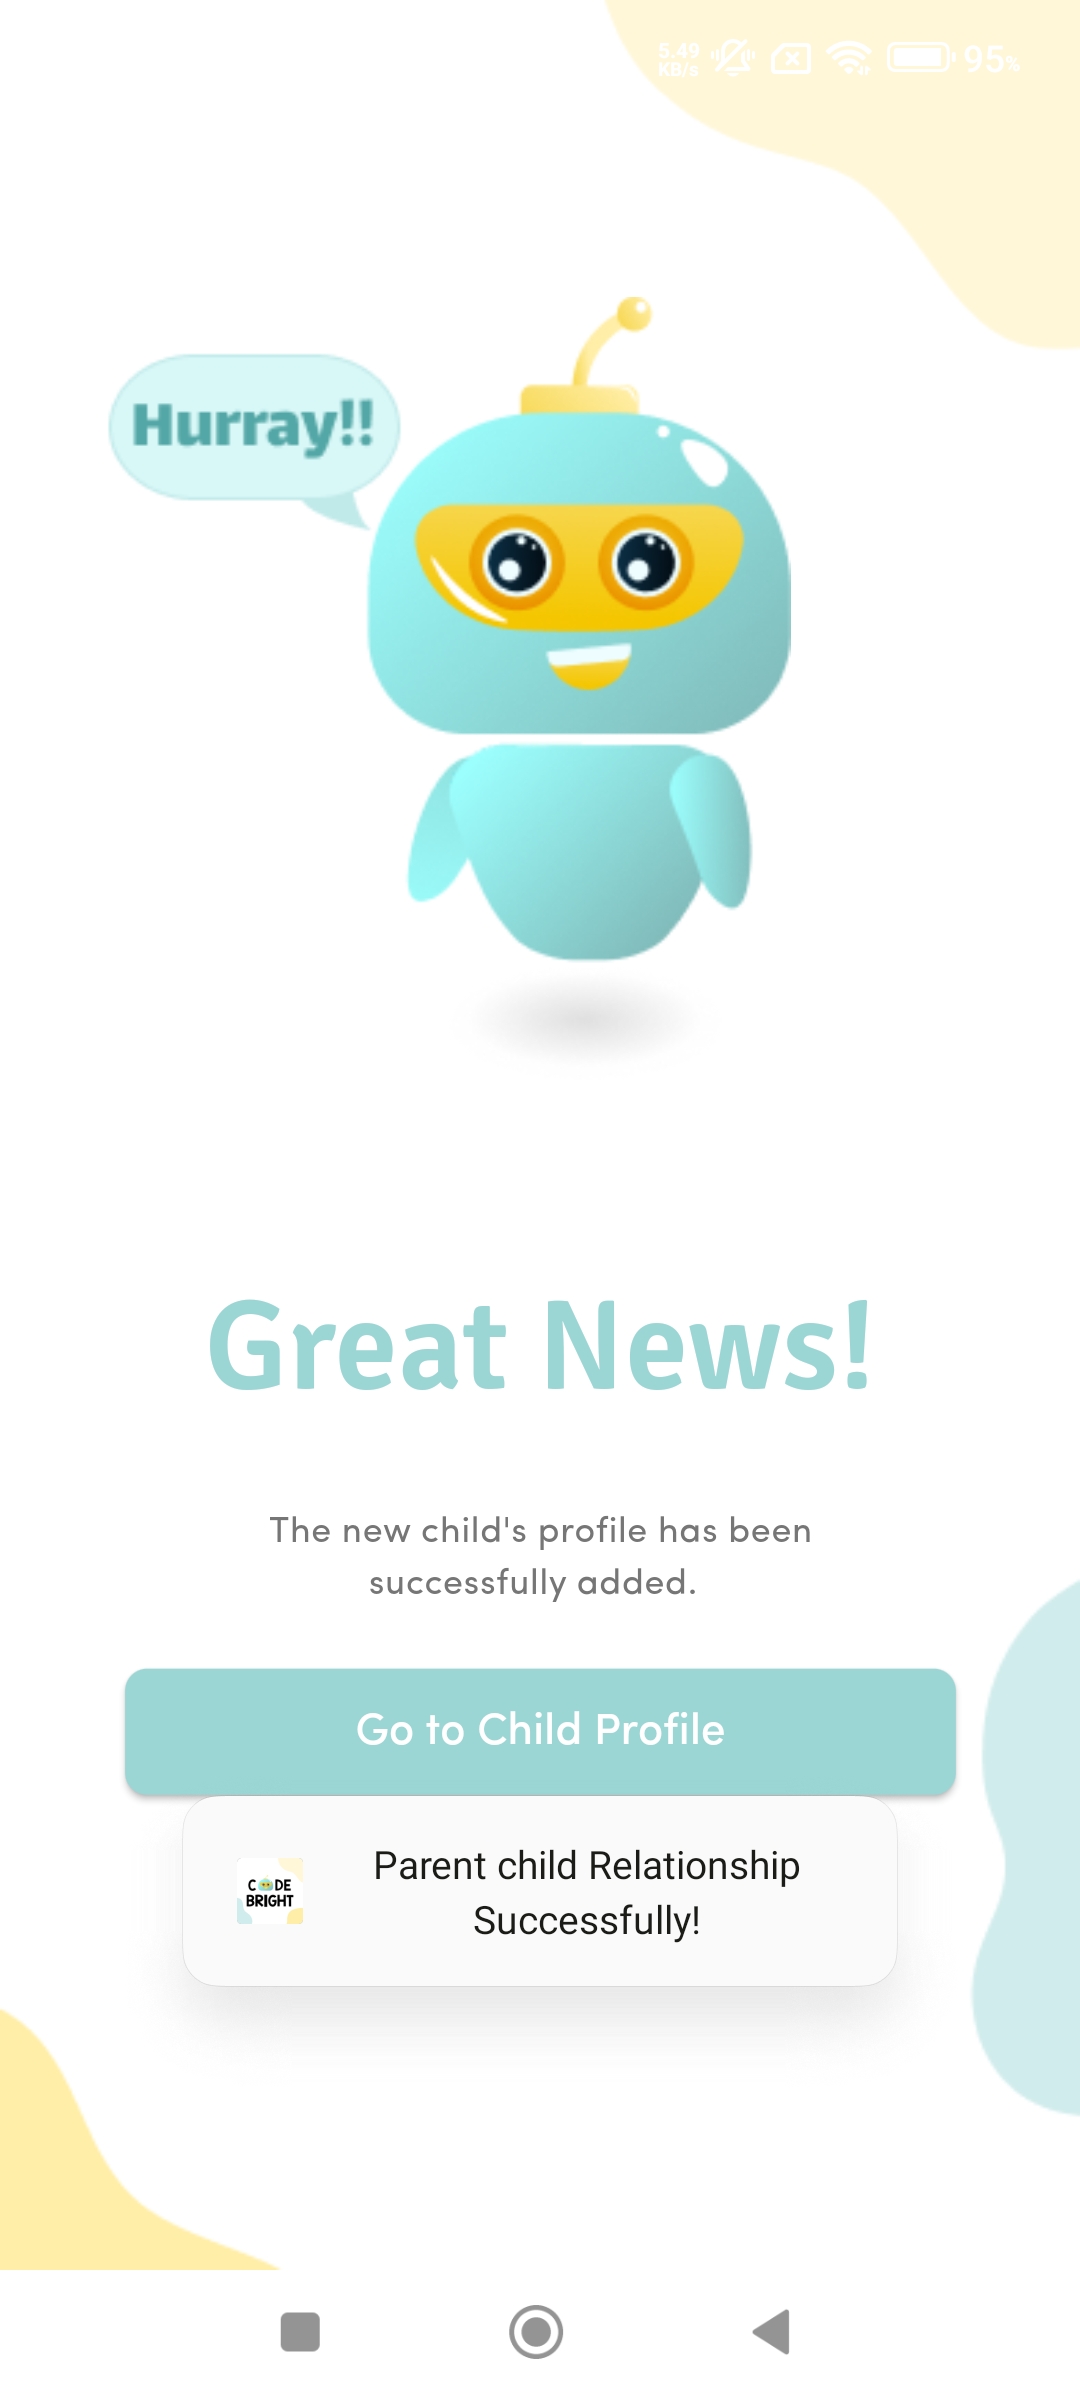 5.49
KB/s
95%
Hurray!!
Great News!
The new child's profile has been
successfully added.
Go to Child Profile
CODE
BRIGHT
Parent child Relationship
Successfully!